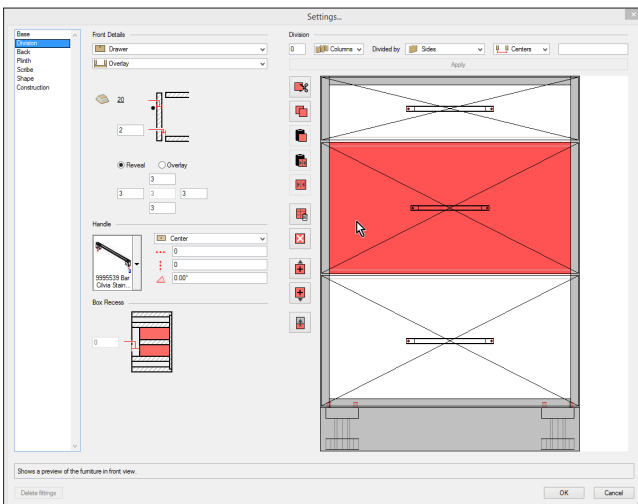 Settings...
Base
Division
Back
Plinth
Scribe
Shape
Construction
Front Details
Drawer
Overlay
20
2
Reveal Overlay
3
3 3 3
3
Handle
9995539 Bar
Cilvia Stain...
Center
0
0
0.00°
Box Recess
0
Division
0 Columns Divided by Sides Centers
Apply
Shows a preview of the furniture in front view.
Delete fittings
OK Cancel